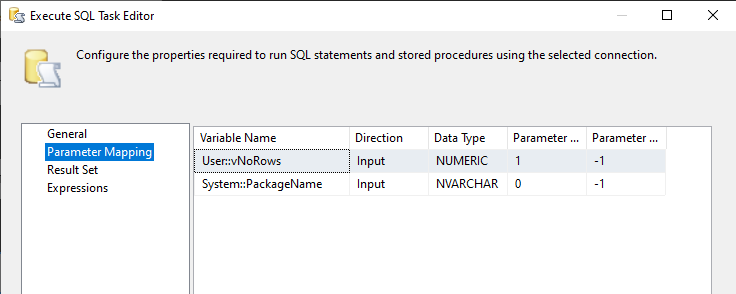 Execute SQL Task Editor
Configure the properties required to run SQL statements and stored procedures using the selected connection.
General
Parameter Mapping
Result Set
Expressions
Variable Name Direction Data Type Parameter ... Parameter ...
User::vNoRows Input NUMERIC 1 -1
System::PackageName Input NVARCHAR 0 -1